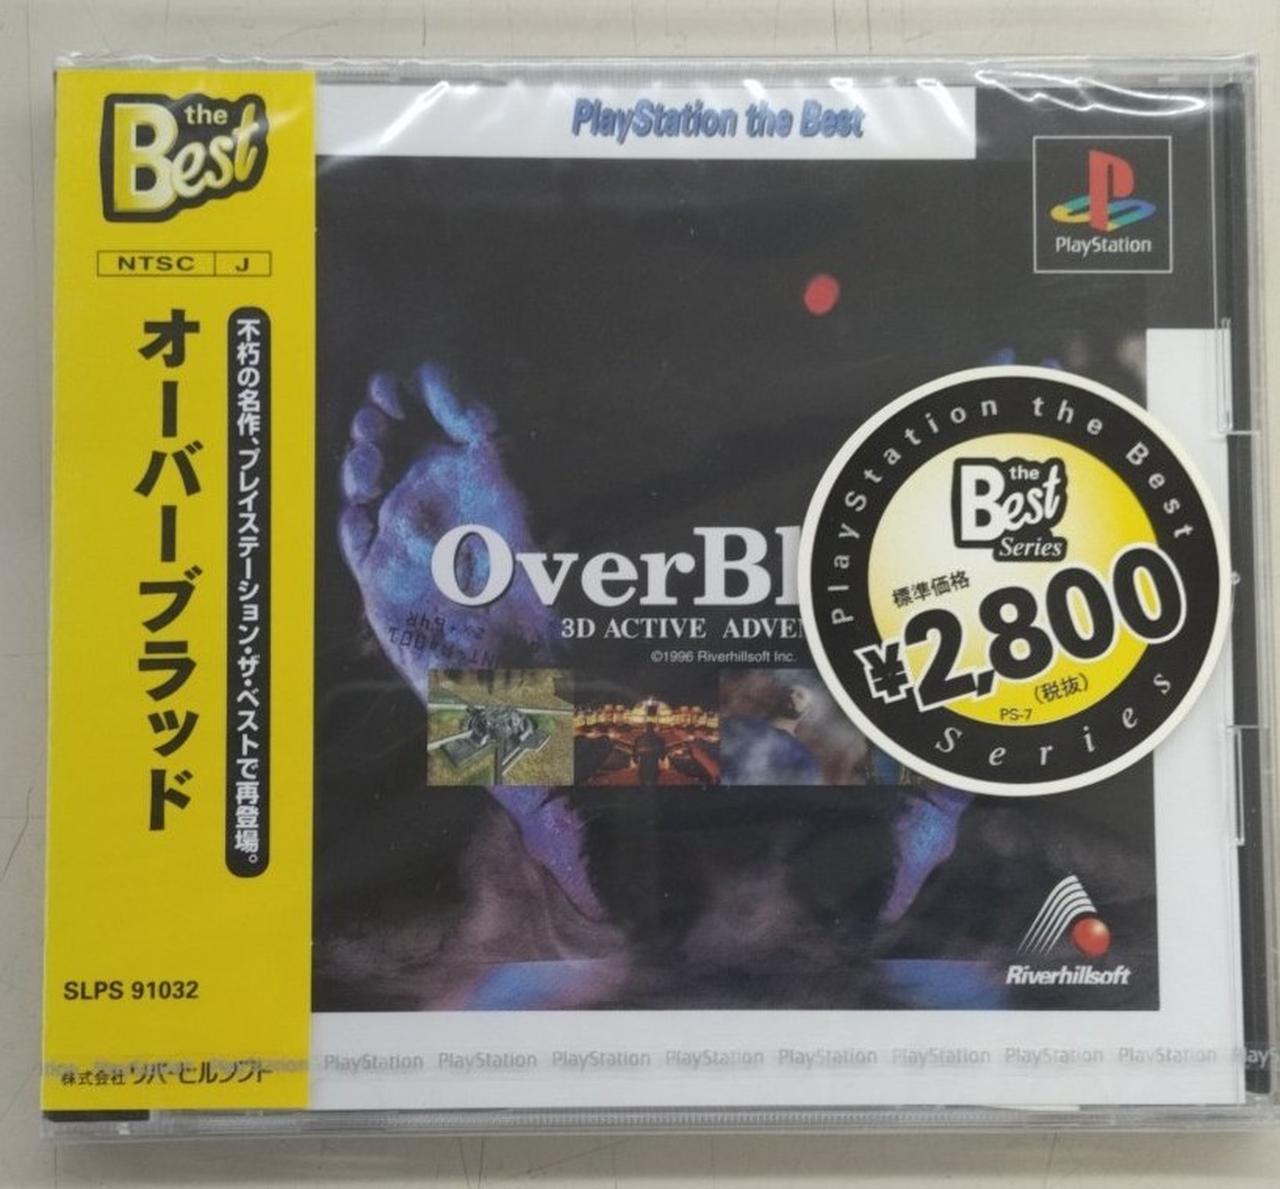 the
Best
NTSC J
オーバーブラッド
不朽の名作、プレイステーション・ザ・ベストで再登場。
SLPS 91032
株式会社 リバーヒルソフト
PlayStation the Best
PlayStation
OverBl
3D ACTIVE ADVEN
©1996 Riverhillsoft Inc.
PlayStation the Best
the
Best
Series
標準価格
¥2,800
(税抜)
PS-7
Series
Riverhillsoft
PlayStation PlayStation PlayStation PlayStation PlayStation PlayStation PlayStation PlayStation